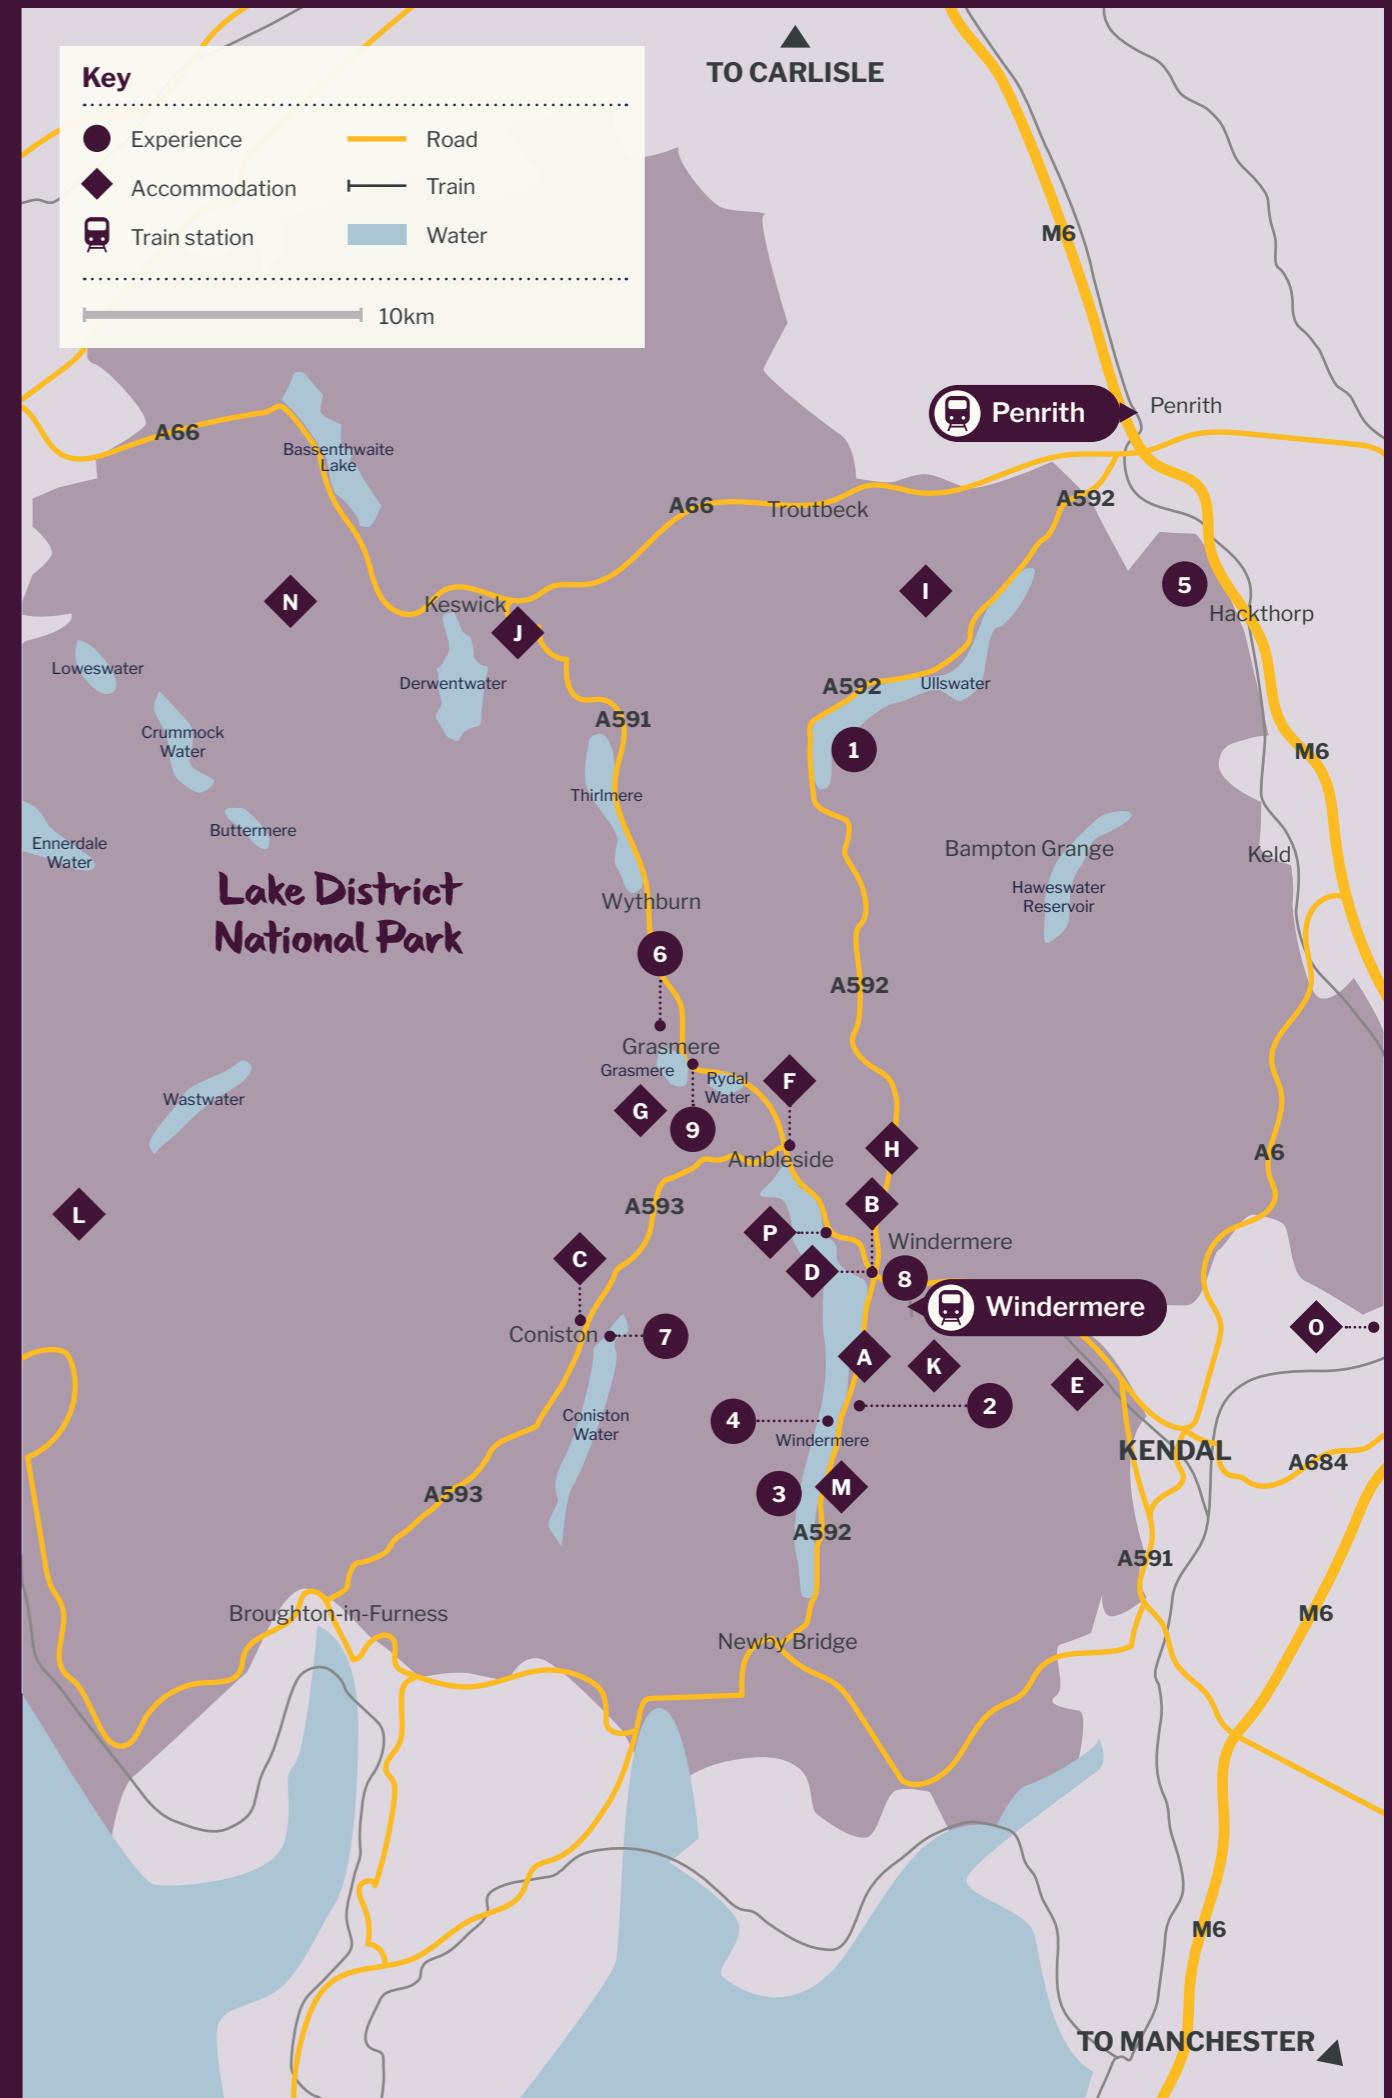 TO CARLISLE
Key
Experience
Road
Accommodation
Train
Train station
Water
10km
M6
Penrith
Penrith
A66
Bassenthwaite
Lake
A66
Troutbeck
A592
N
Keswick
J
I
5
Hackthorp
Loweswater
Derwentwater
A592
Ullswater
Crummock
Water
A591
1
M6
Thirlmere
Buttermere
Ennerdale
Water
Bampton Grange
Keld
Haweswater
Reservoir
Lake District
National Park
Wythburn
6
A592
Grasmere
Grasmere
Rydal
Water
F
Wastwater
G
9
H
Ambleside
A6
L
A593
B
P
Windermere
C
D
8
Windermere
O
Coniston
7
A
K
E
Coniston
Water
4
2
Windermere
KENDAL
A684
A593
3
M
A592
A591
Broughton-in-Furness
M6
Newby Bridge
M6
TO MANCHESTER